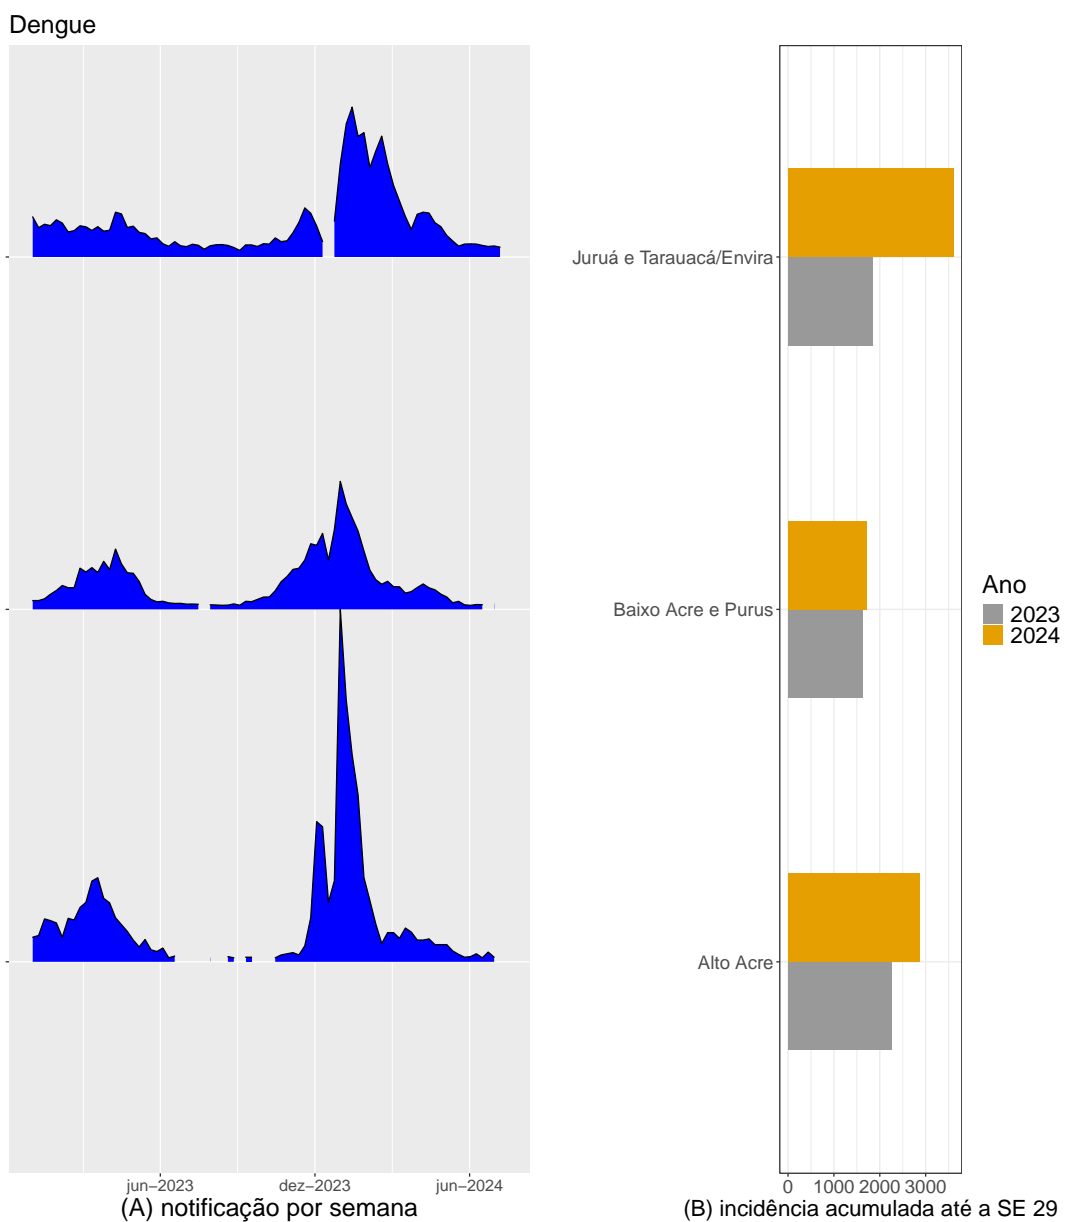 Dengue
Juruá e Tarauacá/Envira
Baixo Acre e Purus
Alto Acre
Ano
2023
2024
jun–2023 dez–2023 jun–2024
(A) notificação por semana
0 1000 2000 3000
(B) incidência acumulada até a SE 29